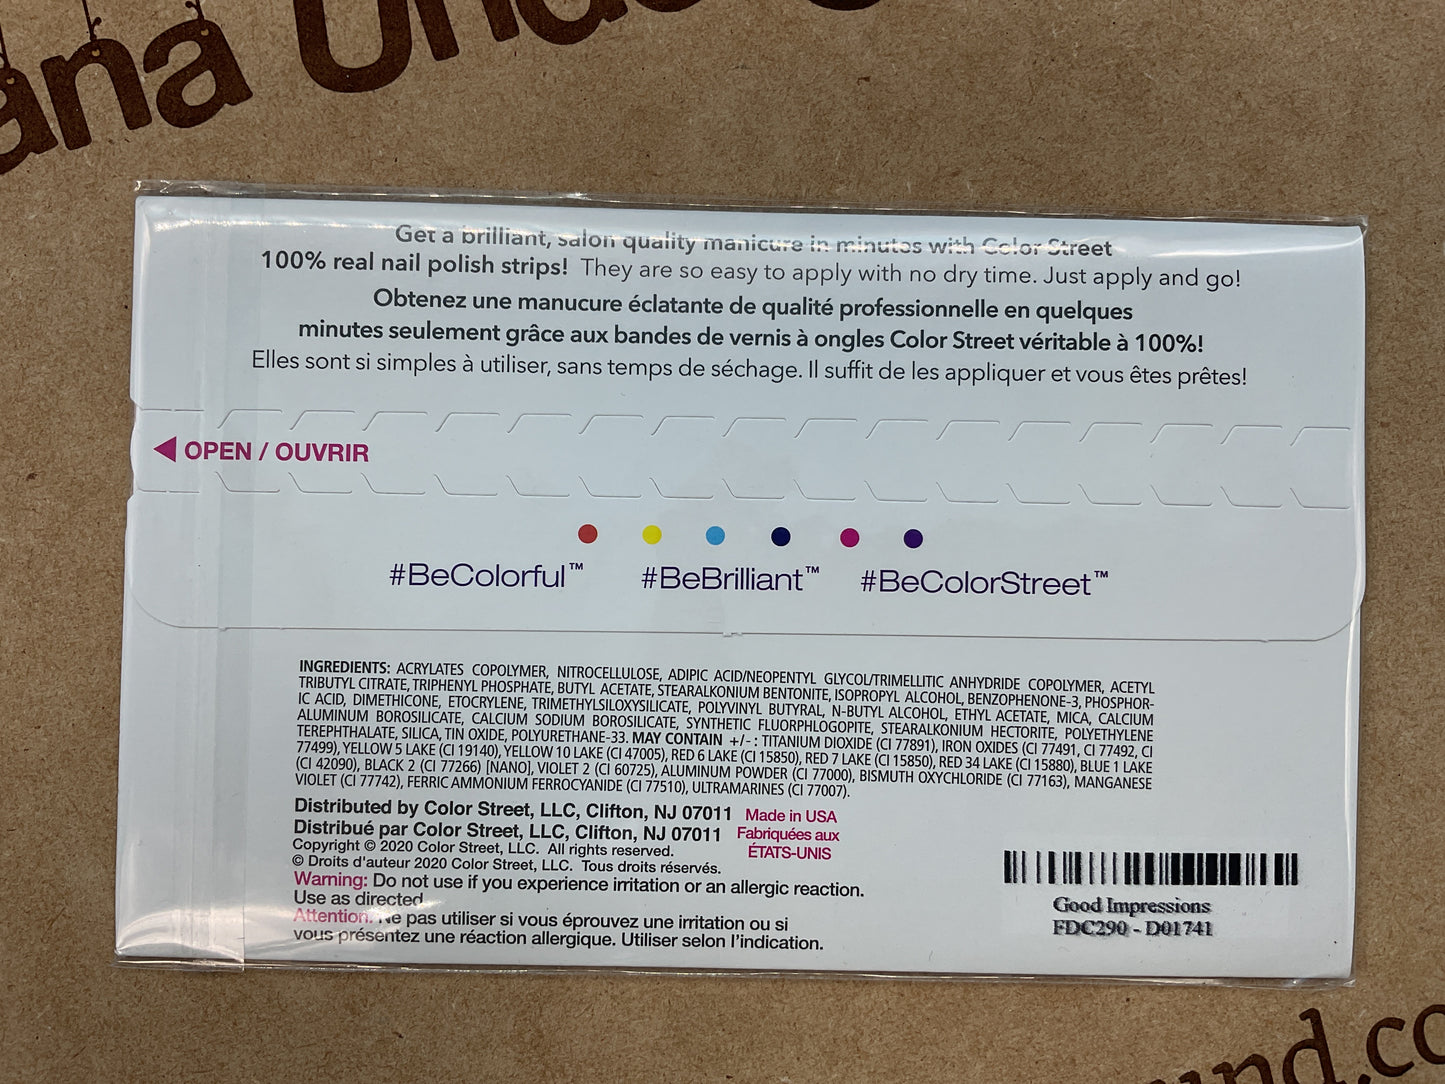 ana Und
Get a brilliant, salon quality manicure in minutes with Color Street
100% real nail polish strips! They are so easy to apply with no dry time. Just apply and go!
Obtenez une manucure éclatante de qualité professionnelle en quelques
minutes seulement grâce aux bandes de vernis à ongles Color Street véritable à 100%!
Elles sont si simples à utiliser, sans temps de séchage. Il suffit de les appliquer et vous êtes prêtes!
OPEN / OUVRIR
#BeColorful™ #BeBrilliant™ #BeColorStreet™
INGREDIENTS: ACRYLATES COPOLYMER, NITROCELLULOSE, ADIPIC ACID/NEOPENTYL GLYCOL/TRIMELLITIC ANHYDRIDE COPOLYMER, ACETYL
TRIBUTYL CITRATE, TRIPHENYL PHOSPHATE, BUTYL ACETATE, STEARALKONIUM BENTONITE, ISOPROPYL ALCOHOL, BENZOPHENONE-3, PHOSPHOR-
IC ACID, DIMETHICONE, ETOCRYLENE, TRIMETHYLSILOXYSILICATE, POLYVINYL BUTYRAL, N-BUTYL ALCOHOL, ETHYL ACETATE, MICA, CALCIUM
ALUMINUM BOROSILICATE, CALCIUM SODIUM BOROSILICATE, SYNTHETIC FLUORPHLOGOPITE, STEARALKONIUM HECTORITE, POLYETHYLENE
TEREPHTHALATE, SILICA, TIN OXIDE, POLYURETHANE-33. MAY CONTAIN +/- : TITANIUM DIOXIDE (CI 77891), IRON OXIDES (CI 77491, CI 77492, CI
77499), YELLOW 5 LAKE (CI 19140), YELLOW 10 LAKE (CI 47005), RED 6 LAKE (CI 15850), RED 7 LAKE (CI 15850), RED 34 LAKE (CI 15880), BLUE 1 LAKE
(CI 42090), BLACK 2 (CI 77266) [NANO], VIOLET 2 (CI 60725), ALUMINUM POWDER (CI 77000), BISMUTH OXYCHLORIDE (CI 77163), MANGANESE
VIOLET (CI 77742), FERRIC AMMONIUM FERROCYANIDE (CI 77510), ULTRAMARINES (CI 77007).
Distributed by Color Street, LLC, Clifton, NJ 07011 Made in USA
Distribué par Color Street, LLC, Clifton, NJ 07011 Fabriquées aux
ÉTATS-UNIS
Copyright © 2020 Color Street, LLC. All rights reserved.
© Droits d'auteur 2020 Color Street, LLC. Tous droits réservés.
Warning: Do not use if you experience irritation or an allergic reaction.
Use as directed
Attention: Ne pas utiliser si vous éprouvez une irritation ou si
vous présentez une réaction allergique. Utiliser selon l'indication.
Good Impressions
FDC290 - D01741
und.co